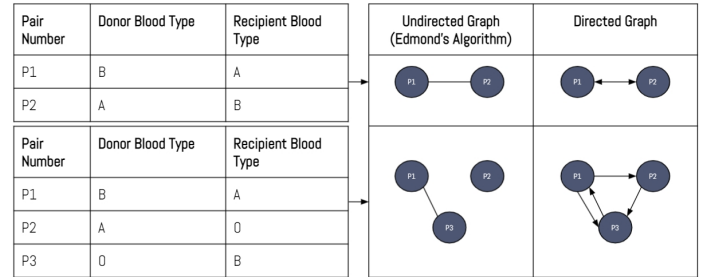 Pair Number Donor Blood Type Recipient Blood Type
P1 B A
P2 A B
Pair Number Donor Blood Type Recipient Blood Type
P1 B A
P2 A O
P3 O B
Undirected Graph (Edmond's Algorithm) Directed Graph
P1 P2 P1 P2
P1 P2 P1 P2
P3 P3